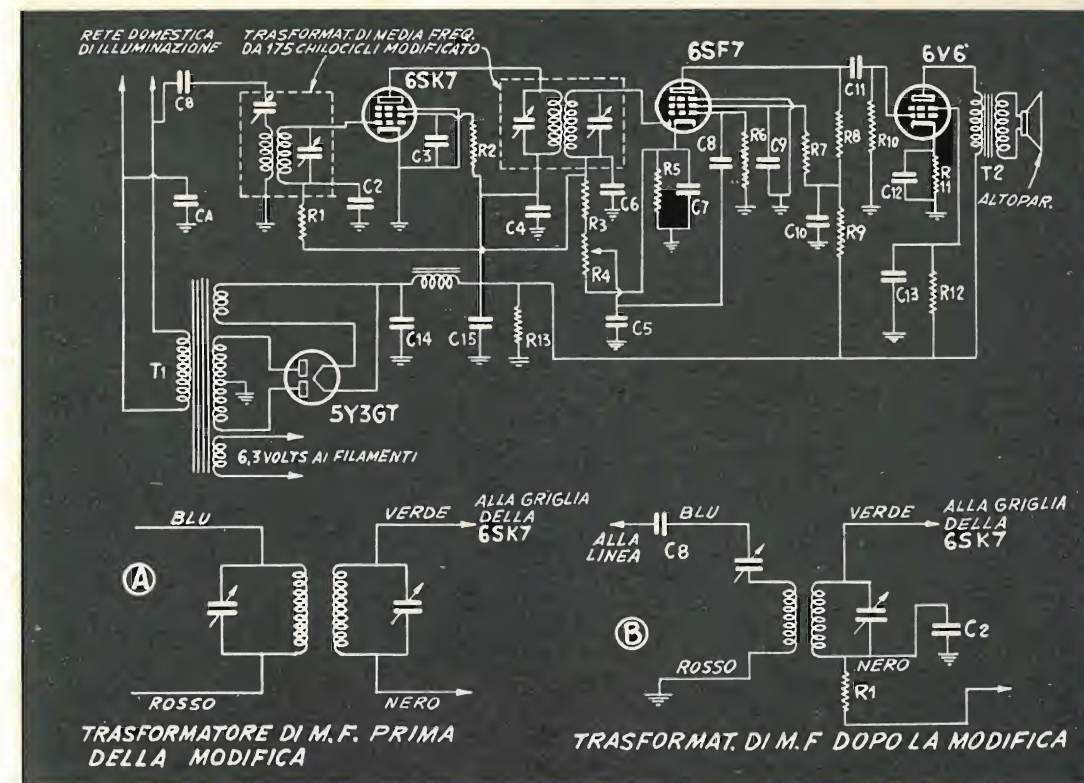 RETE DOMESTICA
DI ILLUMINAZIONE
TRASFORMAT. DI MEDIA FREQ.
DA 175 CHILOCICLI MODIFICATO
6SK7
6SF7
6V6
C8
C3
R2
C8
R6
C9
R7
R8
C11
R10
C12
R
11
T2
ALTOPAR.
CA
R1
C2
C4
C6
R3
R4
R5
C7
C10
R9
C13
R12
C5
C14
C15
R13
T1
5Y3GT
6,3 VOLTS AI FILAMENTI
BLU
VERDE
ALLA GRIGLIA
DELLA
6SK7
A
ROSSO
NERO
TRASFORMATORE DI M.F. PRIMA
DELLA MODIFICA
BLU
C8
ALLA
LINEA
VERDE
ALLA GRIGLIA
DELLA
6SK7
B
C2
ROSSO
NERO
R1
TRASFORMAT. DI M.F DOPO LA MODIFICA